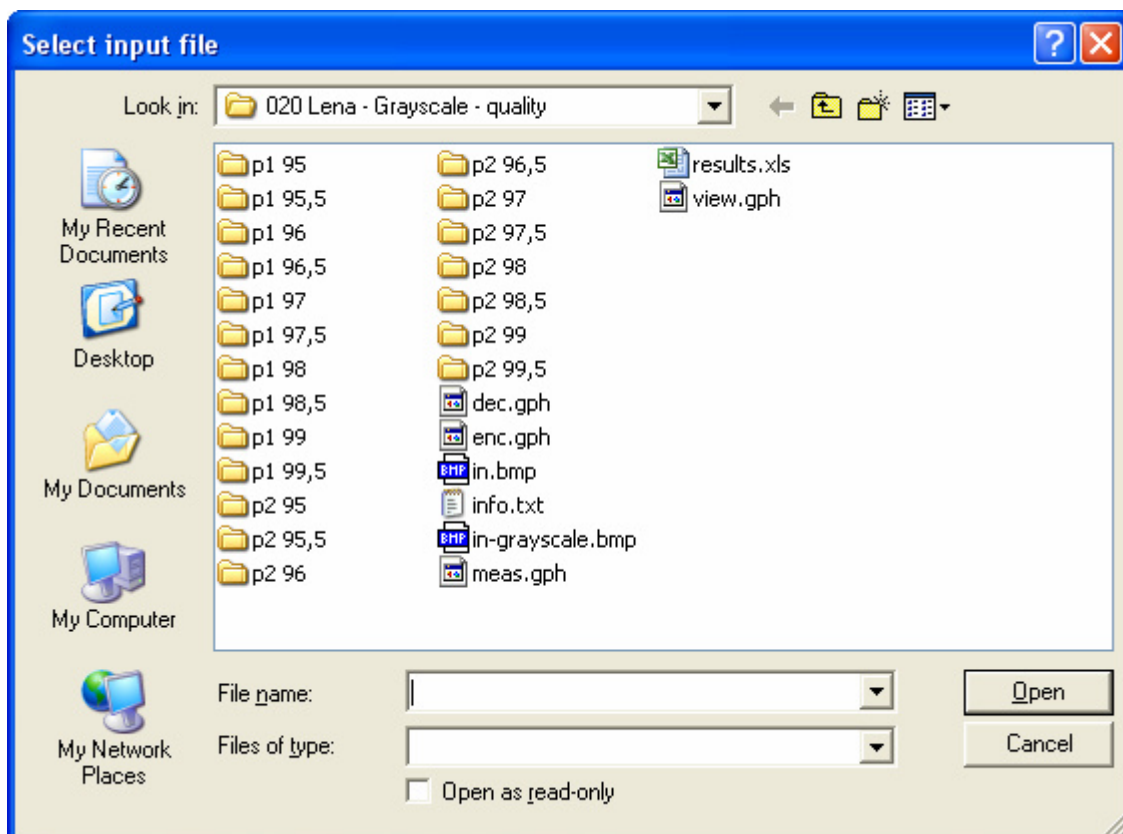 Select input file
Look in: 020 Lena - Grayscale - quality
My Recent
Documents
Desktop
My Documents
My Computer
My Network
Places
p1 95
p1 95,5
p1 96
p1 96,5
p1 97
p1 97,5
p1 98
p1 98,5
p1 99
p1 99,5
p2 95
p2 95,5
p2 96
p2 96,5
p2 97
p2 97,5
p2 98
p2 98,5
p2 99
p2 99,5
dec.gph
enc.gph
BMP in.bmp
info.txt
BMP in-grayscale.bmp
meas.gph
results.xls
view.gph
File name:
Open
Files of type:
Cancel
Open as read-only